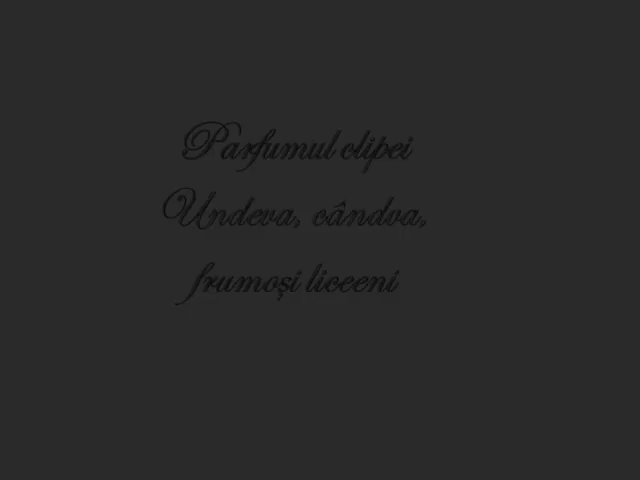 Parfumul clipei
Undeva, cândva,
frumoși liceeni